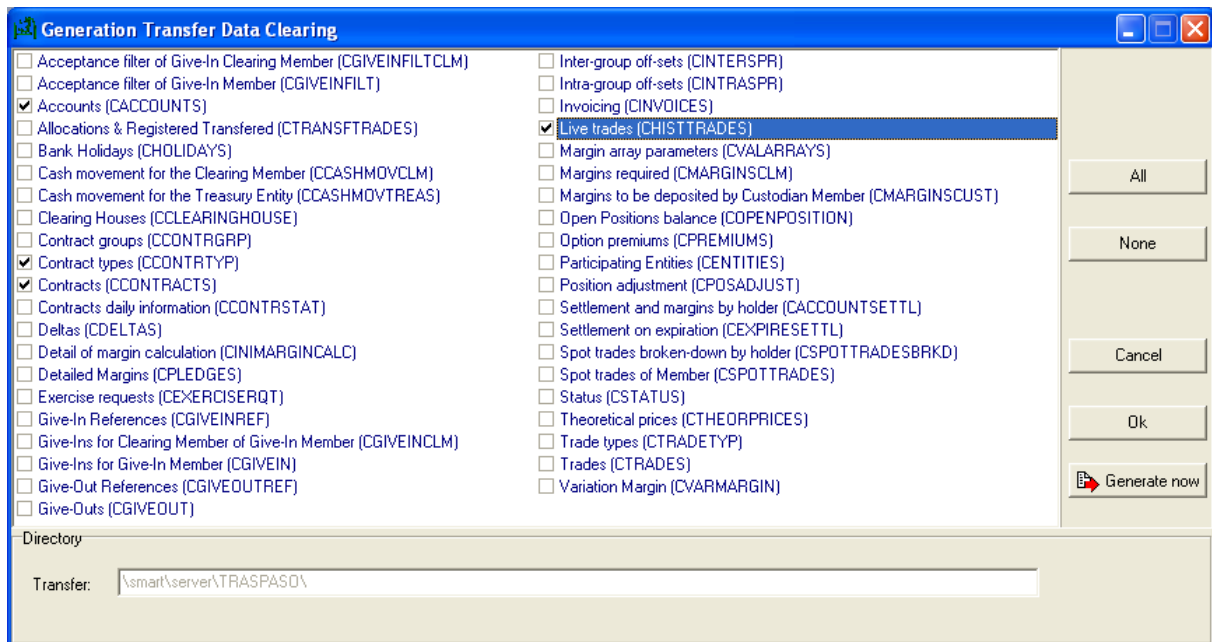 Generation Transfer Data Clearing
Acceptance filter of Give-In Clearing Member (CGIVEINFILTCLM)
Acceptance filter of Give-In Member (CGIVEINFILT)
Accounts (CACCOUNTS)
Allocations & Registered Transfered (CTRANSFTRADES)
Bank Holidays (CHOLIDAYS)
Cash movement for the Clearing Member (CCASHMOVCLM)
Cash movement for the Treasury Entity (CCASHMOVTREAS)
Clearing Houses (CCLEARINGHOUSE)
Contract groups (CCONTRGRP)
Contract types (CCONTRTYP)
Contracts (CCONTRACTS)
Contracts daily information (CCONTRSTAT)
Deltas (CDELTAS)
Detail of margin calculation (CINIMARGINCALC)
Detailed Margins (CPLEDGES)
Exercise requests (CEXERCISERQT)
Give-In References (CGIVEINREF)
Give-Ins for Clearing Member of Give-In Member (CGIVEINCLM)
Give-Ins for Give-In Member (CGIVEIN)
Give-Out References (CGIVEOUTREF)
Give-Outs (CGIVEOUT)
Inter-group off-sets (CINTERSPR)
Intra-group off-sets (CINTRASPR)
Invoicing (CINVOICES)
Live trades (CHISTTRADES)
Margin array parameters (CVALARRAYS)
Margins required (CMARGINSCLM)
Margins to be deposited by Custodian Member (CMARGINSCUST)
Open Positions balance (COPENPOSITION)
Option premiums (CPREMIUMS)
Participating Entities (CENTITIES)
Position adjustment (CPOSADJUST)
Settlement and margins by holder (CACCOUNTSETTL)
Settlement on expiration (CEXPIRESETTL)
Spot trades broken-down by holder (CSPOTTRADESBRKD)
Spot trades of Member (CSPOTTRADES)
Status (CSTATUS)
Theoretical prices (CTHEORPRICES)
Trade types (CTRADETYP)
Trades (CTRADES)
Variation Margin (CVARMARGIN)
All
None
Cancel
Ok
Generate now
Directory
Transfer: \smart\server\TRASPASO\